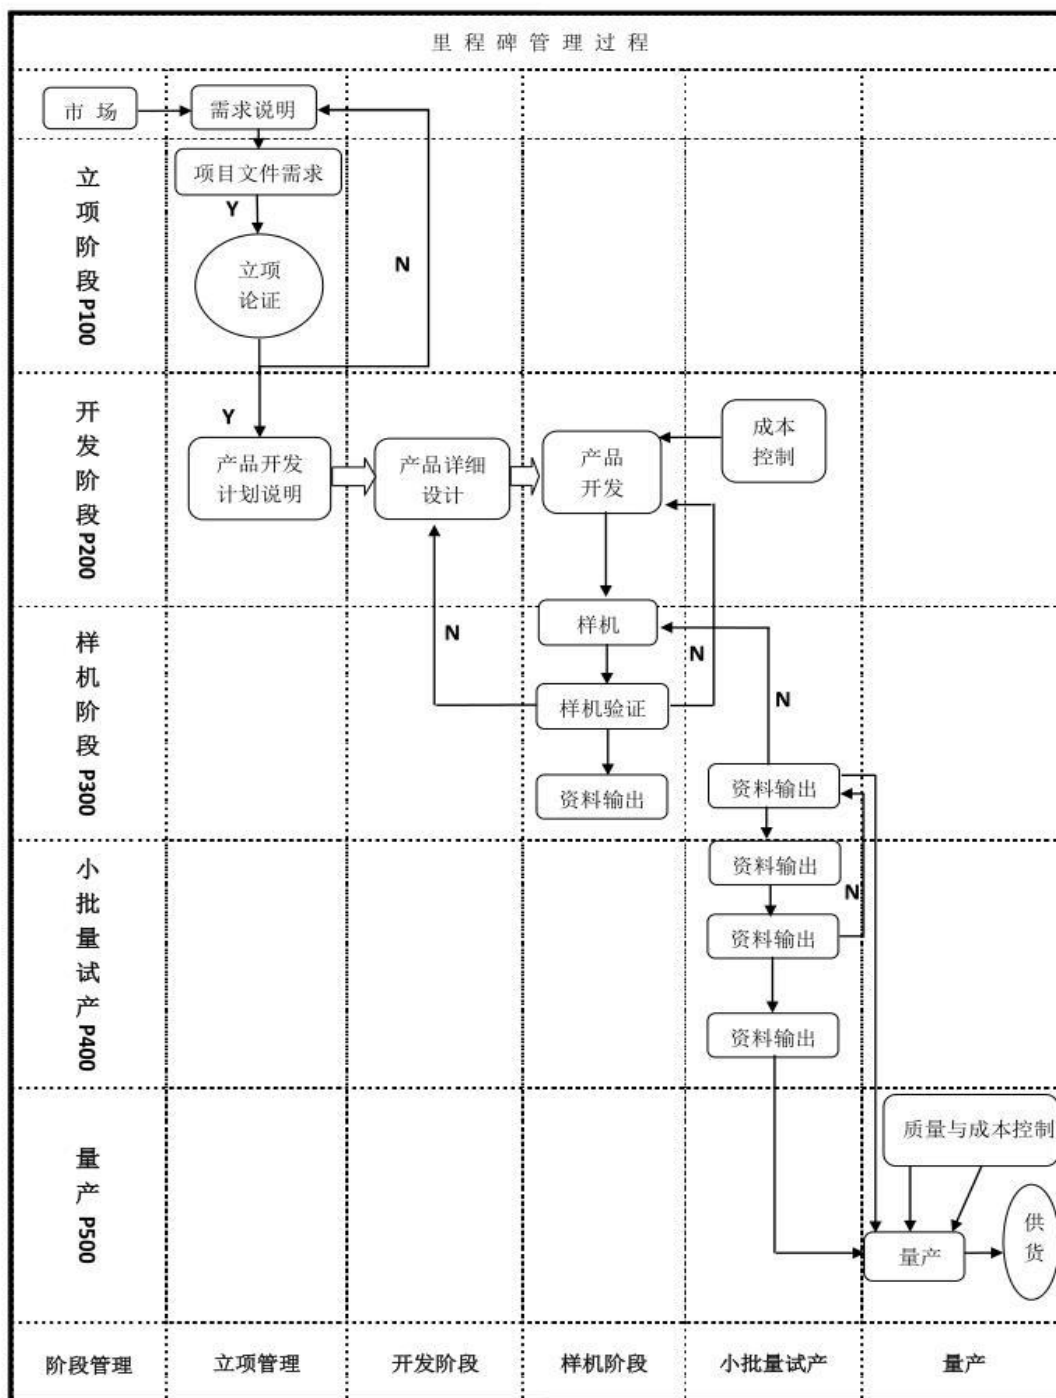 里程碑管理过程
市场
需求说明
立项阶段P100
项目文件需求
Y
立项
论证
N
开发阶段P200
Y
产品开发
计划说明
产品详细
设计
产品
开发
成本
控制
样机阶段P300
样机
N
N
N
样机验证
资料输出
资料输出
小批量试产P400
资料输出
N
资料输出
资料输出
量产P500
质量与成本控制
量产
供
货
阶段管理
立项管理
开发阶段
样机阶段
小批量试产
量产